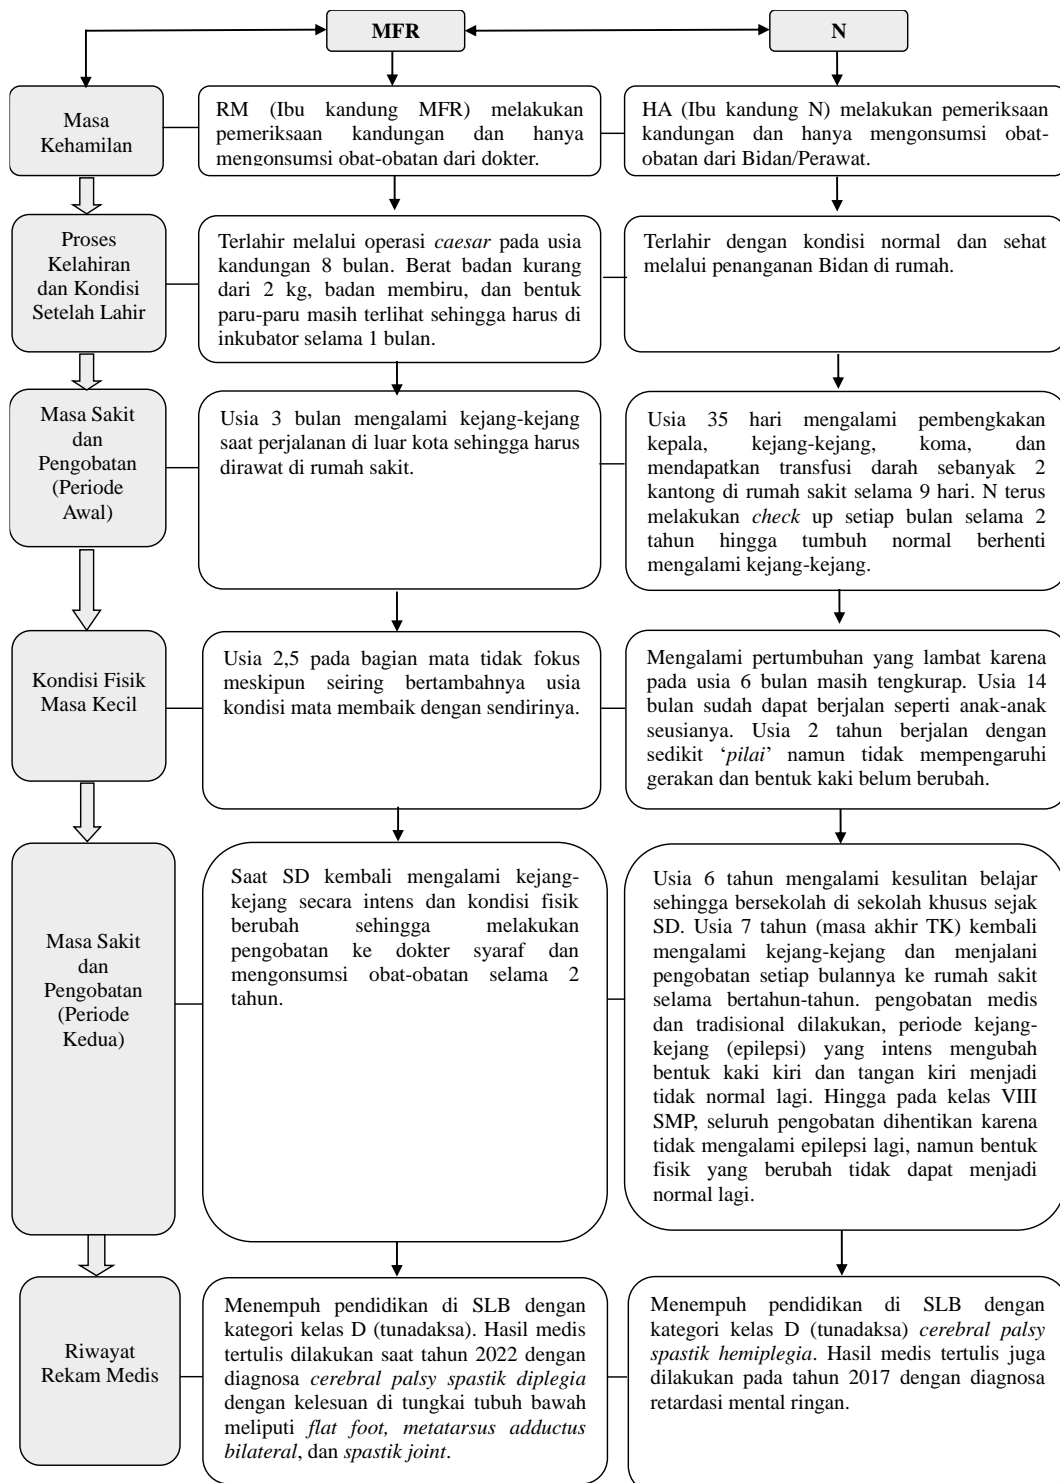 MFR
N
Masa
Kehamilan
RM (Ibu kandung MFR) melakukan
pemeriksaan kandungan dan hanya
mengonsumsi obat-obatan dari dokter.
HA (Ibu kandung N) melakukan pemeriksaan
kandungan dan hanya mengonsumsi obat-
obatan dari Bidan/Perawat.
Proses
Kelahiran
dan Kondisi
Setelah Lahir
Terlahir melalui operasi caesar pada usia
kandungan 8 bulan. Berat badan kurang
dari 2 kg, badan membiru, dan bentuk
paru-paru masih terlihat sehingga harus di
inkubator selama 1 bulan.
Terlahir dengan kondisi normal dan sehat
melalui penanganan Bidan di rumah.
Masa Sakit
dan
Pengobatan
(Periode
Awal)
Usia 3 bulan mengalami kejang-kejang
saat perjalanan di luar kota sehingga harus
dirawat di rumah sakit.
Usia 35 hari mengalami pembengkakan
kepala, kejang-kejang, koma, dan
mendapatkan transfusi darah sebanyak 2
kantong di rumah sakit selama 9 hari. N terus
melakukan check up setiap bulan selama 2
tahun hingga tumbuh normal berhenti
mengalami kejang-kejang.
Kondisi Fisik
Masa Kecil
Usia 2,5 pada bagian mata tidak fokus
meskipun seiring bertambahnya usia
kondisi mata membaik dengan sendirinya.
Mengalami pertumbuhan yang lambat karena
pada usia 6 bulan masih tengkurap. Usia 14
bulan sudah dapat berjalan seperti anak-anak
seusianya. Usia 2 tahun berjalan dengan
sedikit ‘pilai’ namun tidak mempengaruhi
gerakan dan bentuk kaki belum berubah.
Masa Sakit
dan
Pengobatan
(Periode
Kedua)
Saat SD kembali mengalami kejang-
kejang secara intens dan kondisi fisik
berubah sehingga melakukan
pengobatan ke dokter syaraf dan
mengonsumsi obat-obatan selama 2
tahun.
Usia 6 tahun mengalami kesulitan belajar
sehingga bersekolah di sekolah khusus sejak
SD. Usia 7 tahun (masa akhir TK) kembali
mengalami kejang-kejang dan menjalani
pengobatan setiap bulannya ke rumah sakit
selama bertahun-tahun. pengobatan medis
dan tradisional dilakukan, periode kejang-
kejang (epilepsi) yang intens mengubah
bentuk kaki kiri dan tangan kiri menjadi
tidak normal lagi. Hingga pada kelas VIII
SMP, seluruh pengobatan dihentikan karena
tidak mengalami epilepsi lagi, namun bentuk
fisik yang berubah tidak dapat menjadi
normal lagi.
Riwayat
Rekam Medis
Menempuh pendidikan di SLB dengan
kategori kelas D (tunadaksa). Hasil medis
tertulis dilakukan saat tahun 2022 dengan
diagnosa cerebral palsy spastik diplegia
dengan kelesuan di tungkai tubuh bawah
meliputi flat foot, metatarsus adductus
bilateral, dan spastik joint.
Menempuh pendidikan di SLB dengan
kategori kelas D (tunadaksa) cerebral palsy
spastik hemiplegia. Hasil medis tertulis juga
dilakukan pada tahun 2017 dengan diagnosa
retardasi mental ringan.